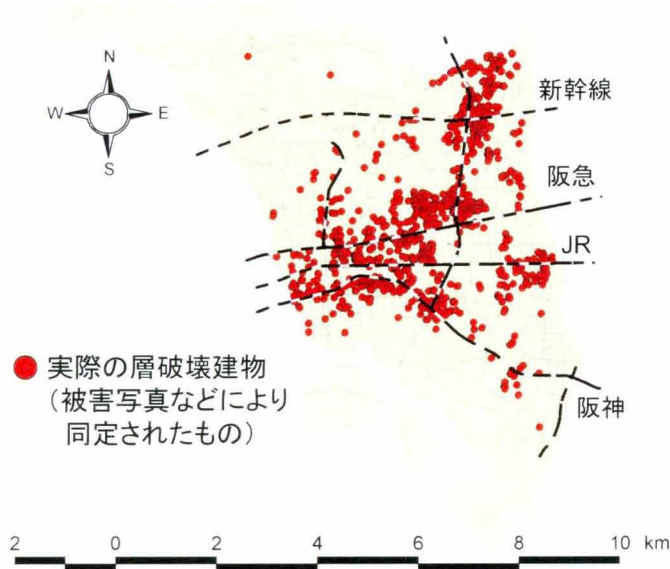 N
W E
S
新幹線
阪急
JR
● 実際の層破壊建物
（被害写真などにより
同定されたもの）
阪神
2 0 2 4 6 8 10 km